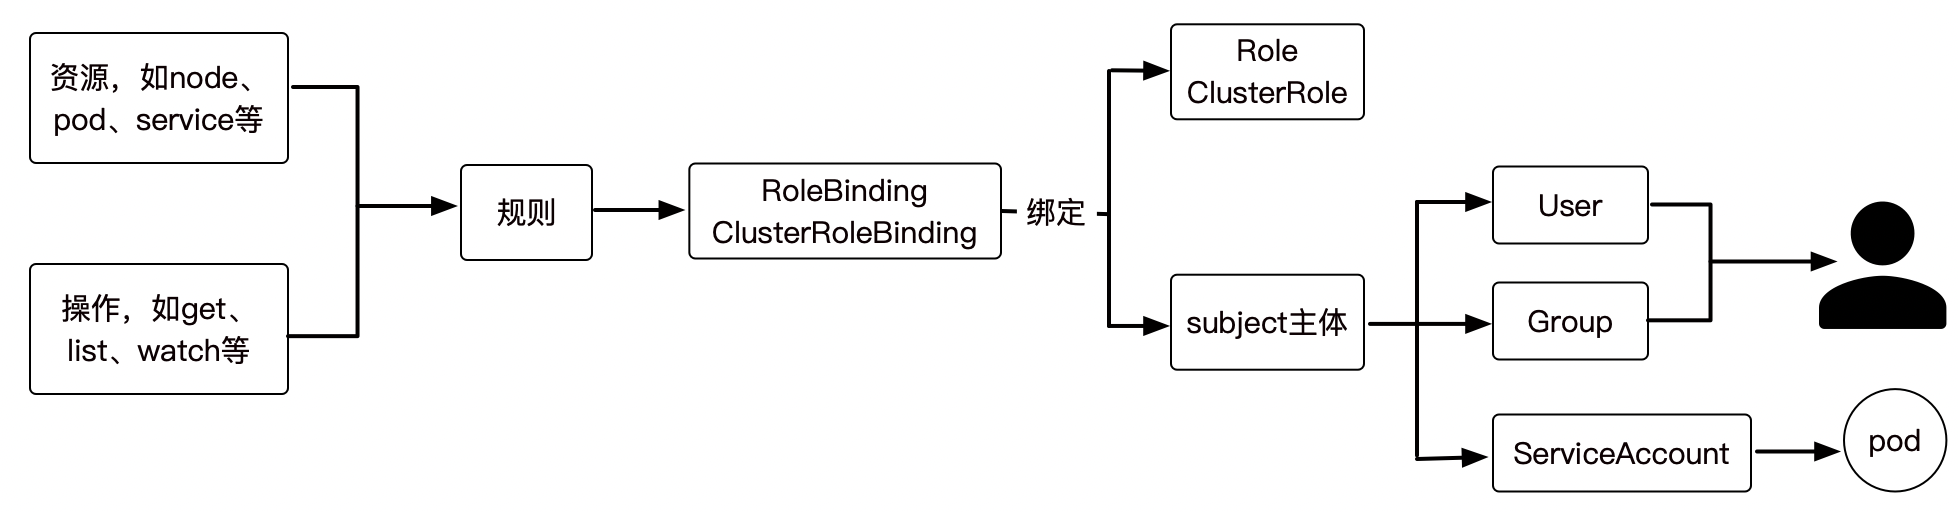 资源，如node、
pod、service等
操作，如get、
list、watch等
规则
RoleBinding
ClusterRoleBinding
绑定
Role
ClusterRole
subject主体
User
Group
ServiceAccount
pod